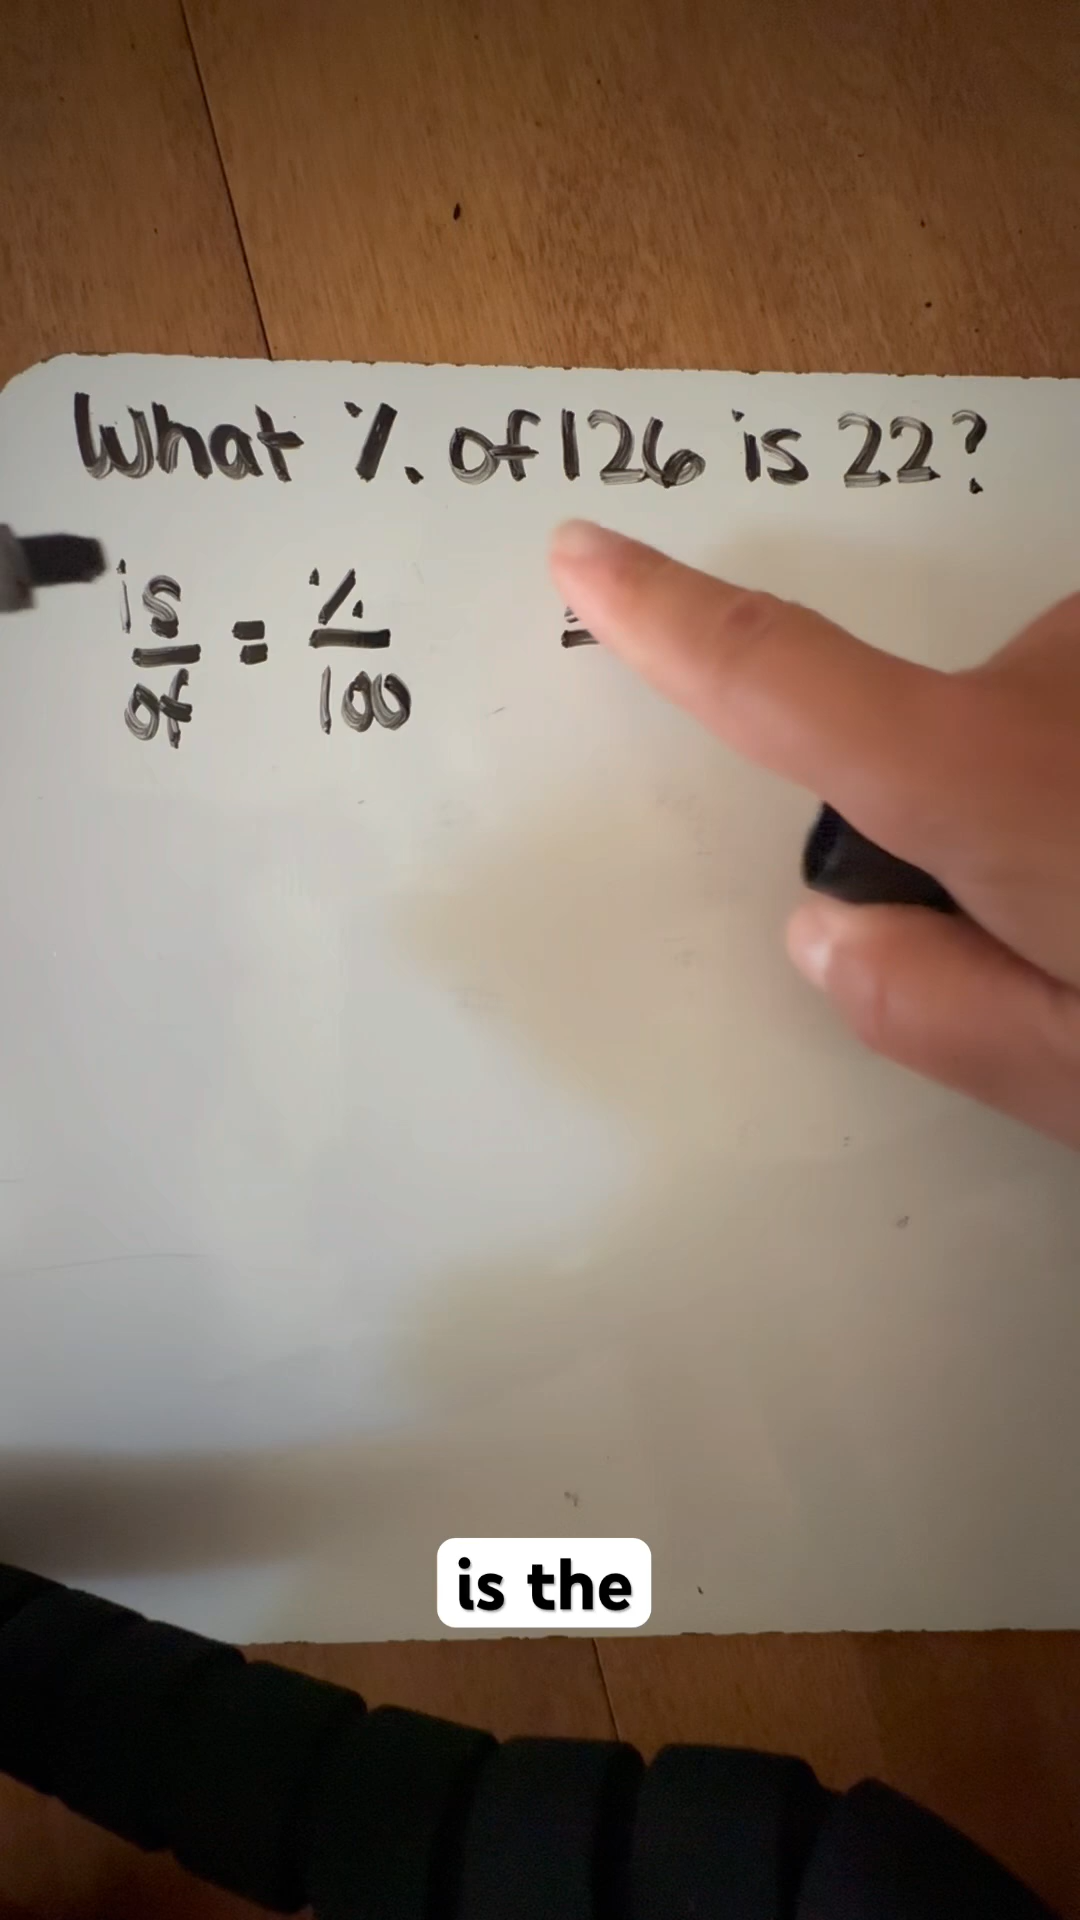 What % of 126 is 22?
is
of
=
%
100
is the